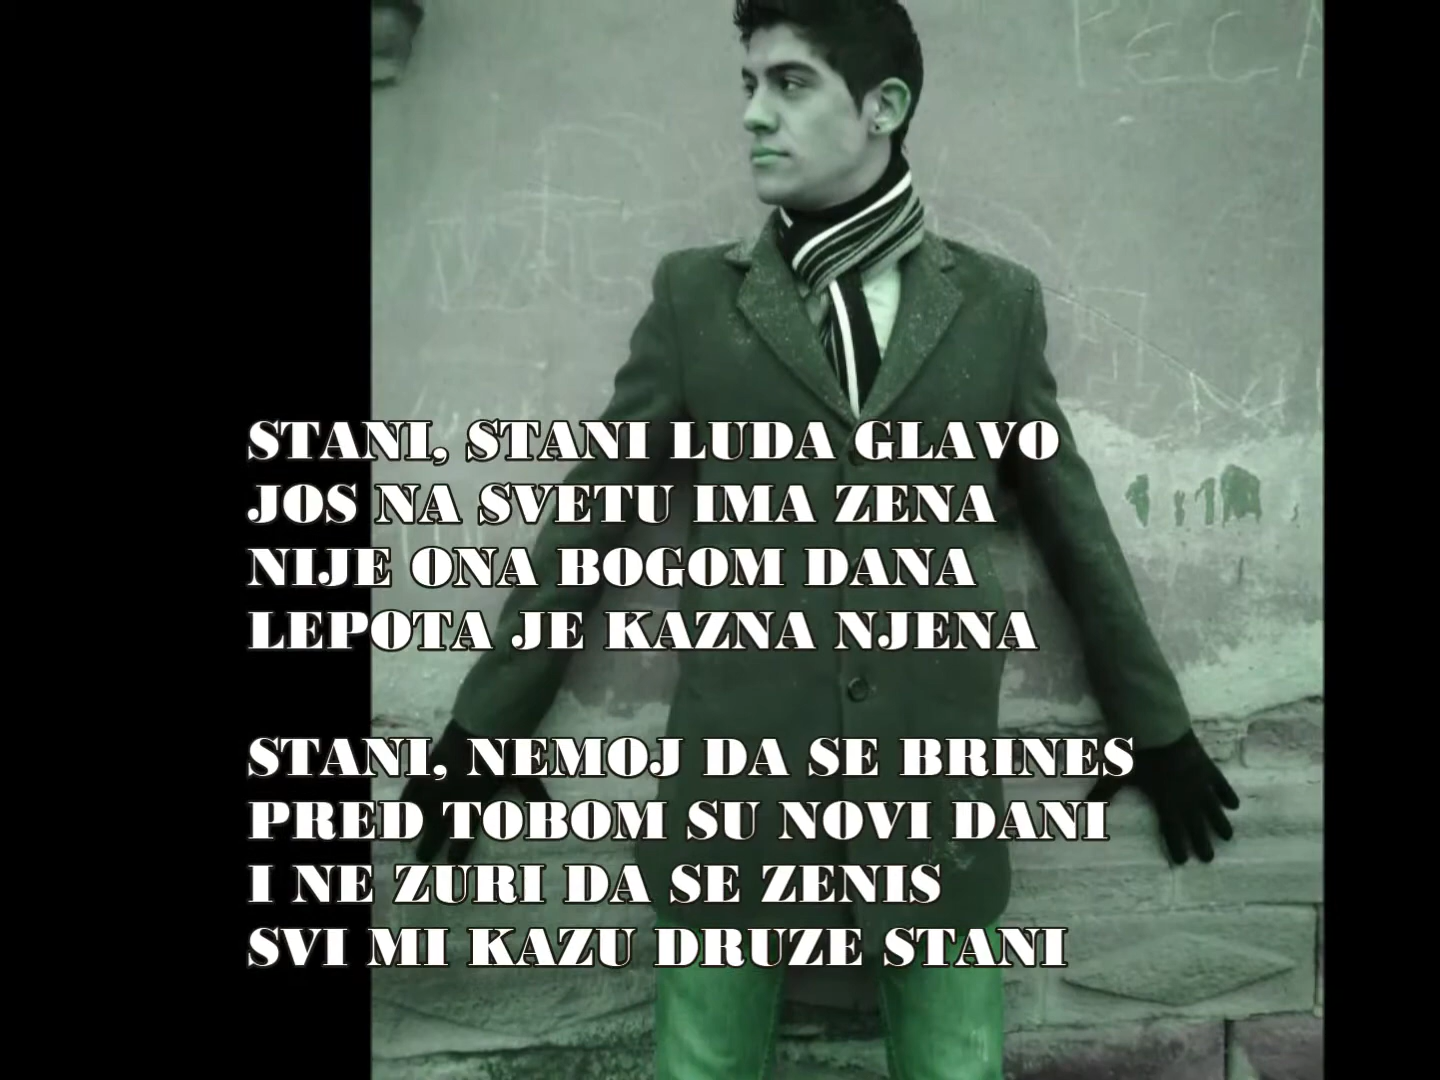 PECA
STANI, STANI LUDA GLAVO
JOS NA SVETU IMA ZENA
NIJE ONA BOGOM DANA
LEPOTA JE KAZNA NJENA
STANI, NEMOJ DA SE BRINES
PRED TOBOM SU NOVI DANI
I NE ZURI DA SE ZENIS
SVI MI KAZU DRUZE STANI